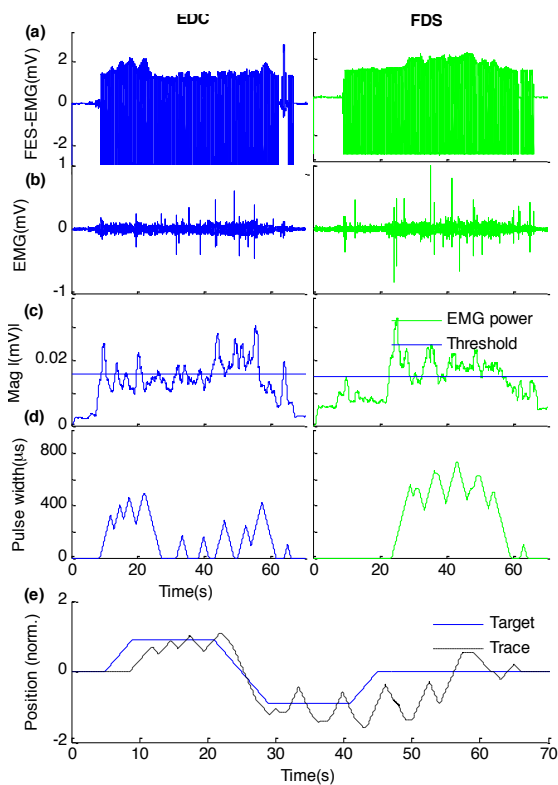 EDC
FDS
(a)
FES-EMG(mV)
2
0
-2
1
(b)
EMG(mV)
0
-1
(c)
Mag |(mV)|
0.02
0
EMG power
Threshold
(d)
Pulse width(µs)
800
400
0
0 20 40 60
0 20 40 60
Time(s)
(e)
Position (norm.)
2
0
-2
Target
Trace
0 10 20 30 40 50 60 70
Time(s)